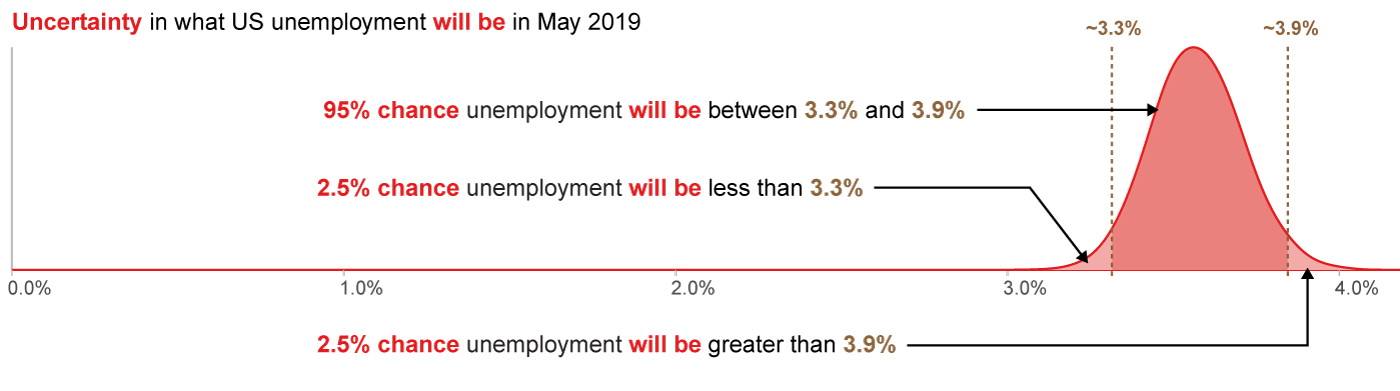 Uncertainty in what US unemployment will be in May 2019
~3.3% ~3.9%
95% chance unemployment will be between 3.3% and 3.9%
2.5% chance unemployment will be less than 3.3%
0.0% 1.0% 2.0% 3.0% 4.0%
2.5% chance unemployment will be greater than 3.9%